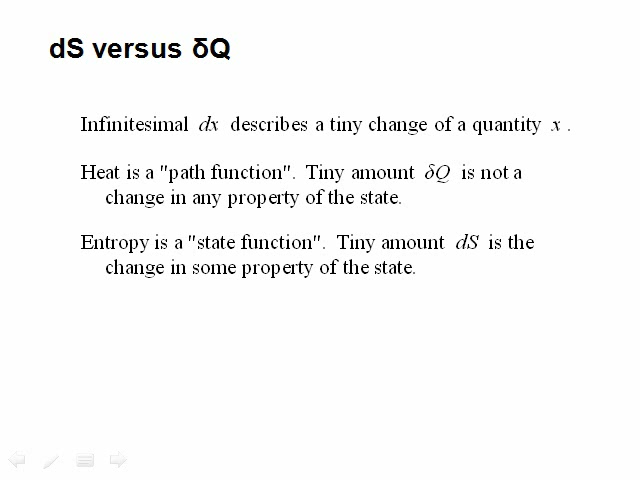 dS versus δQ
Infinitesimal dx describes a tiny change of a quantity x .
Heat is a "path function". Tiny amount δQ is not a
change in any property of the state.
Entropy is a "state function". Tiny amount dS is the
change in some property of the state.